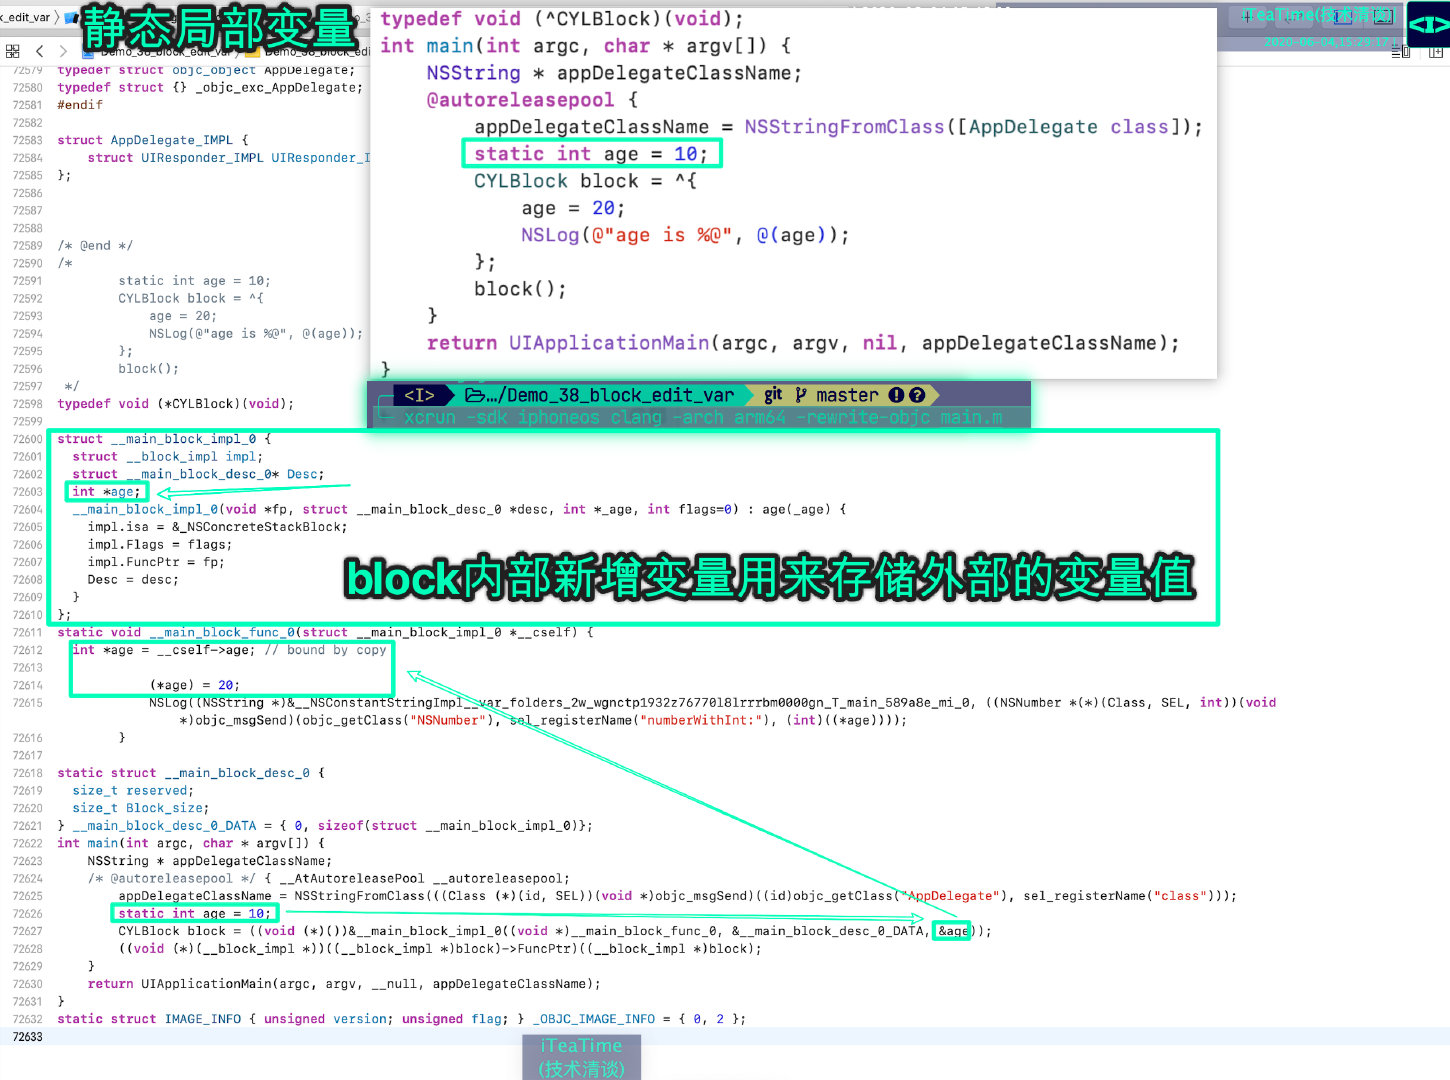 静态局部变量
iTeaTime(技术清谈)
2020-06-04,15:29:17
<I>
_edit_var
Demo_38_block_edit_var
typedef void (^CYLBlock)(void);
int main(int argc, char * argv[]) {
NSString * appDelegateClassName;
@autoreleasepool {
appDelegateClassName = NSStringFromClass([AppDelegate class]);
static int age = 10;
CYLBlock block = ^{
age = 20;
NSLog(@"age is %@", @(age));
};
block();
}
return UIApplicationMain(argc, argv, nil, appDelegateClassName);
}
<I> …/Demo_38_block_edit_var git master
xcrun -sdk iphoneos clang -arch arm64 -rewrite-objc main.m
72579 typedef struct objc_object AppDelegate;
72580 typedef struct {} _objc_exc_AppDelegate;
72581 #endif
72582
72583 struct AppDelegate_IMPL {
72584 struct UIResponder_IMPL UIResponder_I
72585 };
72586
72587
72588
72589 /* @end */
72590 /*
72591 static int age = 10;
72592 CYLBlock block = ^{
72593 age = 20;
72594 NSLog(@"age is %@", @(age));
72595 };
72596 block();
72597 */
72598 typedef void (*CYLBlock)(void);
72599
72600 struct __main_block_impl_0 {
72601 struct __block_impl impl;
72602 struct __main_block_desc_0* Desc;
72603 int *age;
72604 __main_block_impl_0(void *fp, struct __main_block_desc_0 *desc, int *_age, int flags=0) : age(_age) {
72605 impl.isa = &_NSConcreteStackBlock;
72606 impl.Flags = flags;
72607 impl.FuncPtr = fp;
72608 Desc = desc;
72609 }
72610 };
block内部新增变量用来存储外部的变量值
72611 static void __main_block_func_0(struct __main_block_impl_0 *__cself) {
72612 int *age = __cself->age; // bound by copy
72613
72614 (*age) = 20;
72615 NSLog((NSString *)&__NSConstantStringImpl__var_folders_2w_wgnctp1932z76770l8lrrrbm0000gn_T_main_589a8e_mi_0, ((NSNumber *(*)(Class, SEL, int))(void
*)objc_msgSend)(objc_getClass("NSNumber"), sel_registerName("numberWithInt:"), (int)((*age))));
72616 }
72617
72618 static struct __main_block_desc_0 {
72619 size_t reserved;
72620 size_t Block_size;
72621 } __main_block_desc_0_DATA = { 0, sizeof(struct __main_block_impl_0)};
72622 int main(int argc, char * argv[]) {
72623 NSString * appDelegateClassName;
72624 /* @autoreleasepool */ { __AtAutoreleasePool __autoreleasepool;
72625 appDelegateClassName = NSStringFromClass(((Class (*)(id, SEL))(void *)objc_msgSend)((id)objc_getClass("AppDelegate"), sel_registerName("class")));
72626 static int age = 10;
72627 CYLBlock block = ((void (*)())&__main_block_impl_0((void *)__main_block_func_0, &__main_block_desc_0_DATA, &age));
72628 ((void (*)(__block_impl *))((__block_impl *)block)->FuncPtr)((__block_impl *)block);
72629 }
72630 return UIApplicationMain(argc, argv, __null, appDelegateClassName);
72631 }
72632 static struct IMAGE_INFO { unsigned version; unsigned flag; } _OBJC_IMAGE_INFO = { 0, 2 };
72633
iTeaTime
(技术清谈)